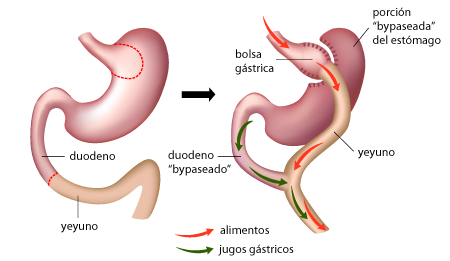 duodeno
yeyuno
bolsa
gástrica
porción
“bypaseada”
del estómago
duodeno
“bypaseado”
yeyuno
alimentos
jugos gástricos